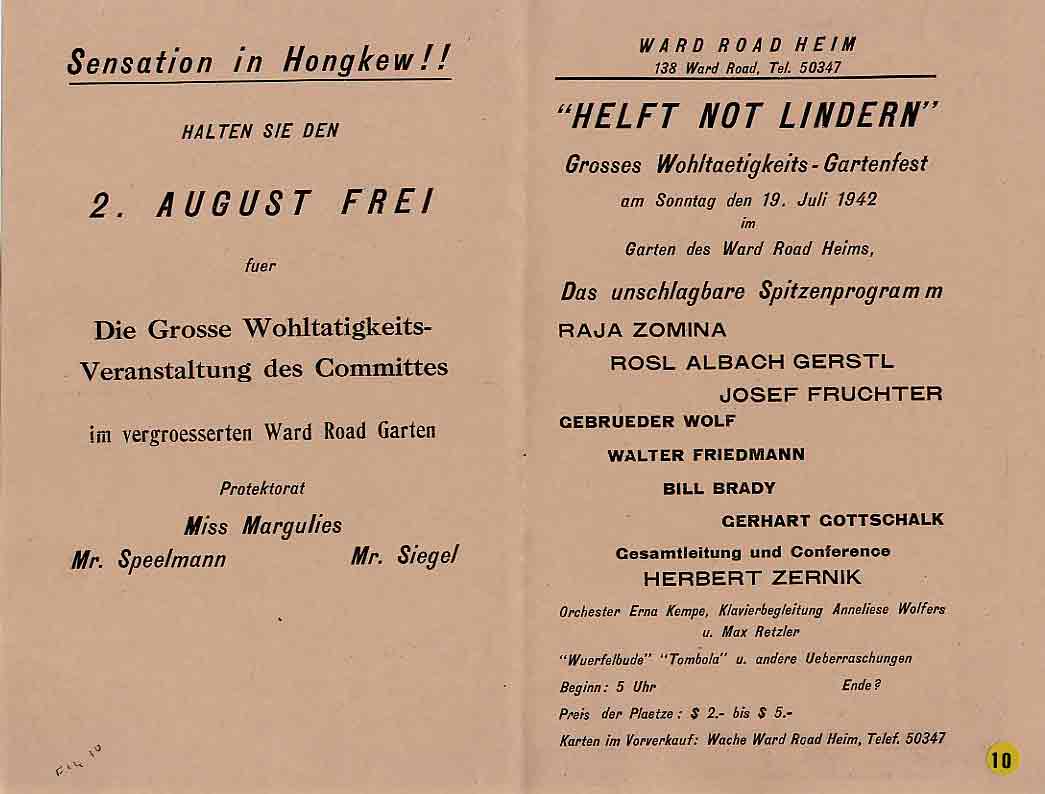 Sensation in Hongkew!!
HALTEN SIE DEN
2. AUGUST FREI
fuer
Die Grosse Wohltatigkeits-
Veranstaltung des Committes
im vergroesserten Ward Road Garten
Protektorat
Miss Margulies
Mr. Speelmann Mr. Siegel
WARD ROAD HEIM
138 Ward Road, Tel. 50347
"HELFT NOT LINDERN"
Grosses Wohltaetigkeits-Gartenfest
am Sonntag den 19. Juli 1942
im
Garten des Ward Road Heims,
Das unschlagbare Spitzenprogramm
RAJA ZOMINA
ROSL ALBACH GERSTL
JOSEF FRUCHTER
GEBRUEDER WOLF
WALTER FRIEDMANN
BILL BRADY
GERHART GOTTSCHALK
Gesamtleitung und Conference
HERBERT ZERNIK
Orchester Erna Kempe, Klavierbegleitung Anneliese Wolfers
u. Max Retzler
"Wuerfelbude" "Tombola" u. andere Ueberraschungen
Beginn: 5 Uhr Ende?
Preis der Plaetze: $ 2.- bis $ 5.-
Karten im Vorverkauf: Wache Ward Road Heim, Telef. 50347
10